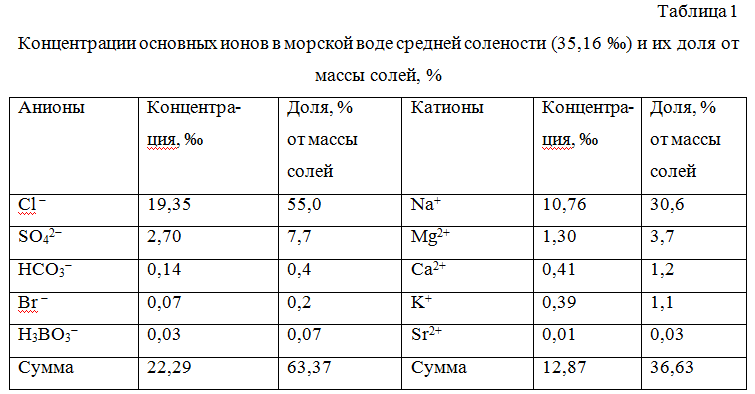 Таблица 1
Концентрации основных ионов в морской воде средней солености (35,16 ‰) и их доля от
массы солей, %
Анионы Концентра- Доля, % Катионы Концентра- Доля, %
ция, ‰ от массы ция, ‰ от массы
солей солей
Cl⁻ 19,35 55,0 Na⁺ 10,76 30,6
SO₄²⁻ 2,70 7,7 Mg²⁺ 1,30 3,7
HCO₃⁻ 0,14 0,4 Ca²⁺ 0,41 1,2
Br⁻ 0,07 0,2 K⁺ 0,39 1,1
H₃BO₃⁻ 0,03 0,07 Sr²⁺ 0,01 0,03
Сумма 22,29 63,37 Сумма 12,87 36,63